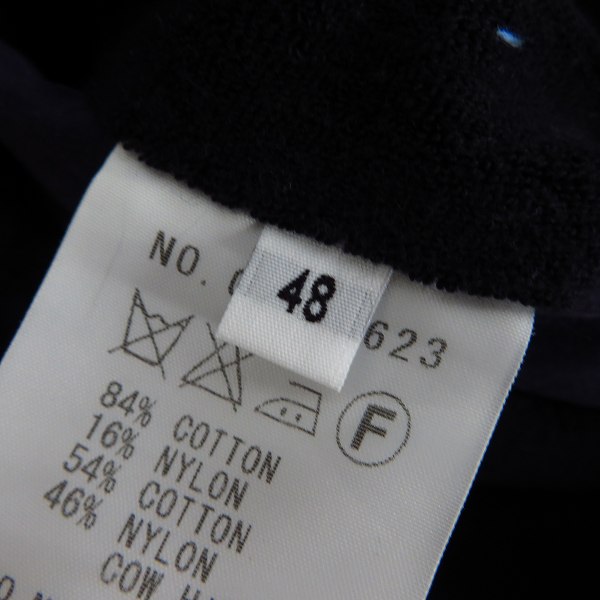 48
NO.
623
F
84% COTTON
16% NYLON
54% COTTON
46% NYLON
COW